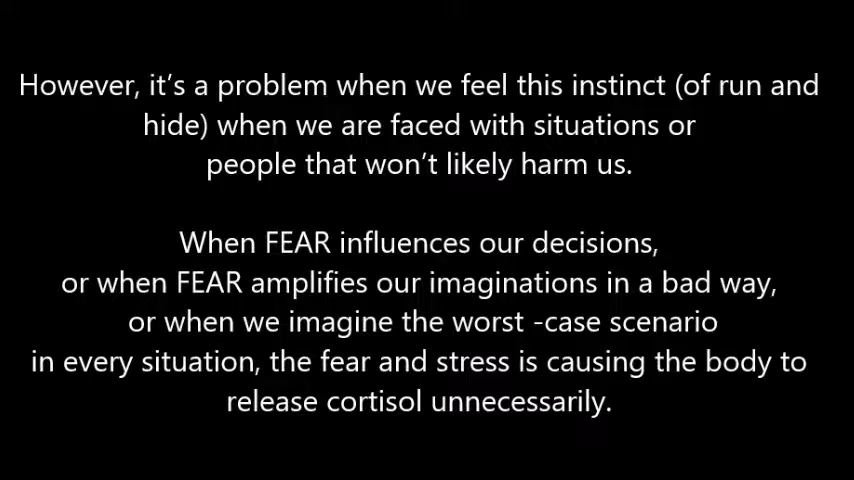 However, it’s a problem when we feel this instinct (of run and
hide) when we are faced with situations or
people that won’t likely harm us.
When FEAR influences our decisions,
or when FEAR amplifies our imaginations in a bad way,
or when we imagine the worst -case scenario
in every situation, the fear and stress is causing the body to
release cortisol unnecessarily.